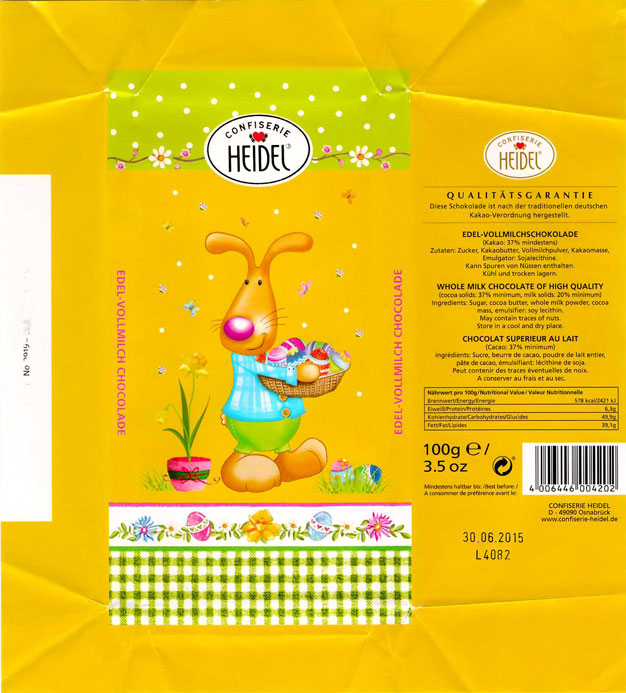 CONFISERIE
HEIDEL
EDEL-VOLLMILCH CHOCOLADE
EDEL-VOLLMILCH CHOCOLADE
No
CONFISERIE
HEIDEL
QUALITÄTSGARANTIE
Diese Schokolade ist nach der traditionellen deutschen
Kakao-Verordnung hergestellt.
EDEL-VOLLMILCHSCHOKOLADE
(Kakao: 37% mindestens)
Zutaten: Zucker, Kakaobutter, Vollmilchpulver, Kakaomasse,
Emulgator: Sojalecithine.
Kann Spuren von Nüssen enthalten.
Kühl und trocken lagern.
WHOLE MILK CHOCOLATE OF HIGH QUALITY
(cocoa solids: 37% minimum, milk solids: 20% minimum)
Ingredients: Sugar, cocoa butter, whole milk powder, cocoa
mass, emulsifier: soy lecithin.
May contain traces of nuts.
Store in a cool and dry place.
CHOCOLAT SUPERIEUR AU LAIT
(Cacao: 37% minimum)
Ingrédients: Sucre, beurre de cacao, poudre de lait entier,
pâte de cacao, émulsifiant: lécithine de soja.
Peut contenir des traces éventuelles de noix.
A conserver au frais et au sec.
Nährwert pro 100g/Nutritional Value/Valeur Nutritionnelle
Brennwert/Energy/Energie 578 kcal/2421 kJ
Eiweiß/Protein/Protéines 6,3g
Kohlenhydrate/Carbohydrates/Glucides 49,9g
Fett/Fat/Lipides 39,1g
100g e /
3.5 oz
4 006446 004202
Mindestens haltbar bis: /Best before: /
A consommer de préférence avant le:
CONFISERIE HEIDEL
D - 49090 Osnabrück
www.confiserie-heidel.de
30.06.2015
L4082